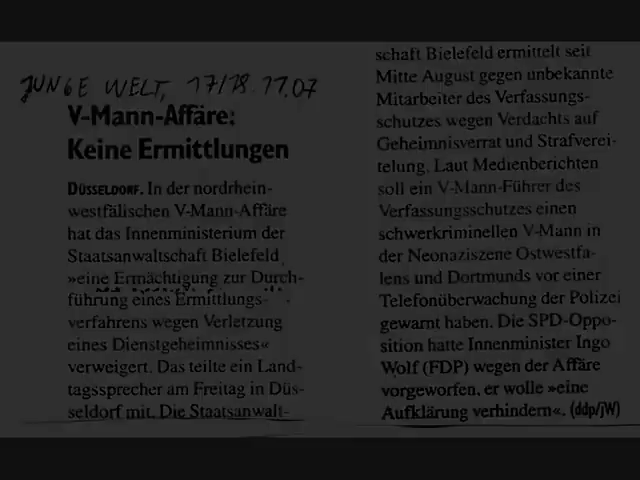 JUNGE WELT, 17/18.11.07
V-Mann-Affäre:
Keine Ermittlungen
DÜSSELDORF. In der nordrhein-
westfälischen V-Mann-Affäre
hat das Innenministerium der
Staatsanwaltschaft Bielefeld
»eine Ermächtigung zur Durch-
führung eines Ermittlungs-
verfahrens wegen Verletzung
eines Dienstgeheimnisses«
verweigert. Das teilte ein Land-
tagssprecher am Freitag in Düs-
seldorf mit. Die Staatsanwalt-
schaft Bielefeld ermittelt seit
Mitte August gegen unbekannte
Mitarbeiter des Verfassungs-
schutzes wegen Verdachts auf
Geheimnisverrat und Strafverei-
telung. Laut Medienberichten
soll ein V-Mann-Führer des
Verfassungsschutzes einen
schwerkriminellen V-Mann in
der Neonaziszene Ostwestfa-
lens und Dortmunds vor einer
Telefonüberwachung der Polizei
gewarnt haben. Die SPD-Oppo-
sition hatte Innenminister Ingo
Wolf (FDP) wegen der Affäre
vorgeworfen, er wolle »eine
Aufklärung verhindern«. (ddp/jW)